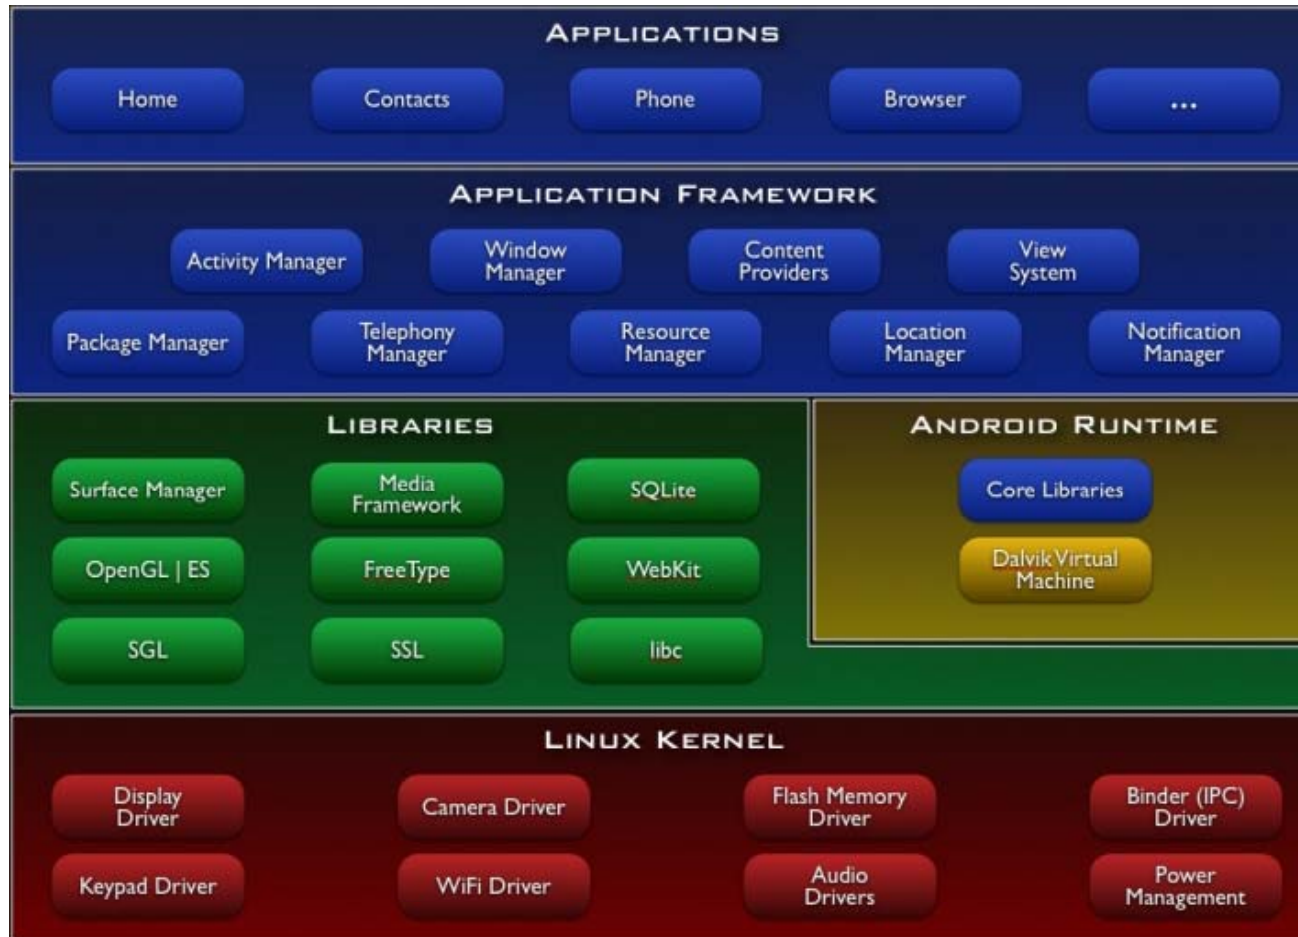 APPLICATIONS
Home
Contacts
Phone
Browser
...
APPLICATION FRAMEWORK
Activity Manager
Window
Manager
Content
Providers
View
System
Package Manager
Telephony
Manager
Resource
Manager
Location
Manager
Notification
Manager
LIBRARIES
Surface Manager
Media
Framework
SQLite
OpenGL | ES
FreeType
WebKit
SGL
SSL
libc
ANDROID RUNTIME
Core Libraries
Dalvik Virtual
Machine
LINUX KERNEL
Display
Driver
Camera Driver
Flash Memory
Driver
Binder (IPC)
Driver
Keypad Driver
WiFi Driver
Audio
Drivers
Power
Management